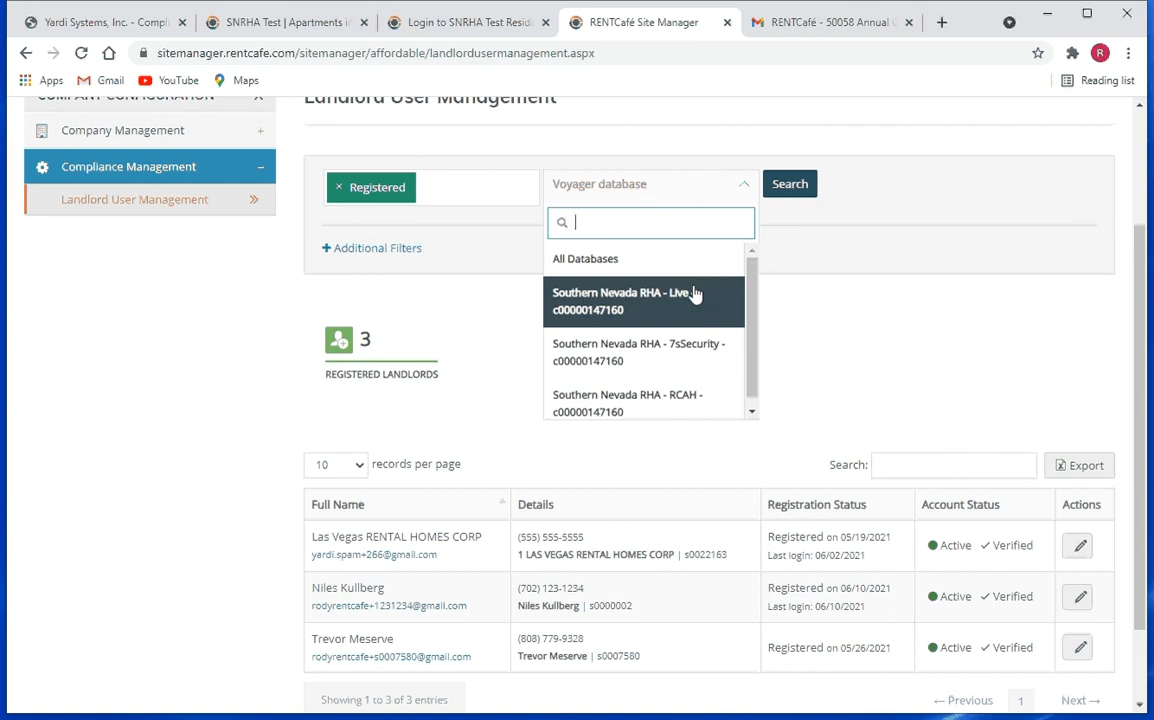 Yardi Systems, Inc. - Compli
SNRHA Test | Apartments i
Login to SNRHA Test Resid
RENTCafé Site Manager
RENTCafé - 50058 Annual C
sitemanager.rentcafe.com/sitemanager/affordable/landlordusermanagement.aspx
R
Apps
Gmail
YouTube
Maps
Reading list
COMPANY CONFIGURATION
Landlord User Management
Company Management
Compliance Management
Landlord User Management
× Registered
Voyager database
Search
+ Additional Filters
All Databases
Southern Nevada RHA - Live
c00000147160
Southern Nevada RHA - 7sSecurity -
c00000147160
Southern Nevada RHA - RCAH -
c00000147160
3
REGISTERED LANDLORDS
10 records per page
Search:
Export
Full Name Details Registration Status Account Status Actions
Las Vegas RENTAL HOMES CORP (555) 555-5555 Registered on 05/19/2021 Active ✓ Verified
yardi.spam+266@gmail.com 1 LAS VEGAS RENTAL HOMES CORP | s0022163 Last login: 06/02/2021
Niles Kullberg (702) 123-1234 Registered on 06/10/2021 Active ✓ Verified
rodyrentcafe+1231234@gmail.com Niles Kullberg | s0000002 Last login: 06/10/2021
Trevor Meserve (808) 779-9328 Registered on 05/26/2021 Active ✓ Verified
rodyrentcafe+s0007580@gmail.com Trevor Meserve | s0007580
Showing 1 to 3 of 3 entries
← Previous 1 Next →